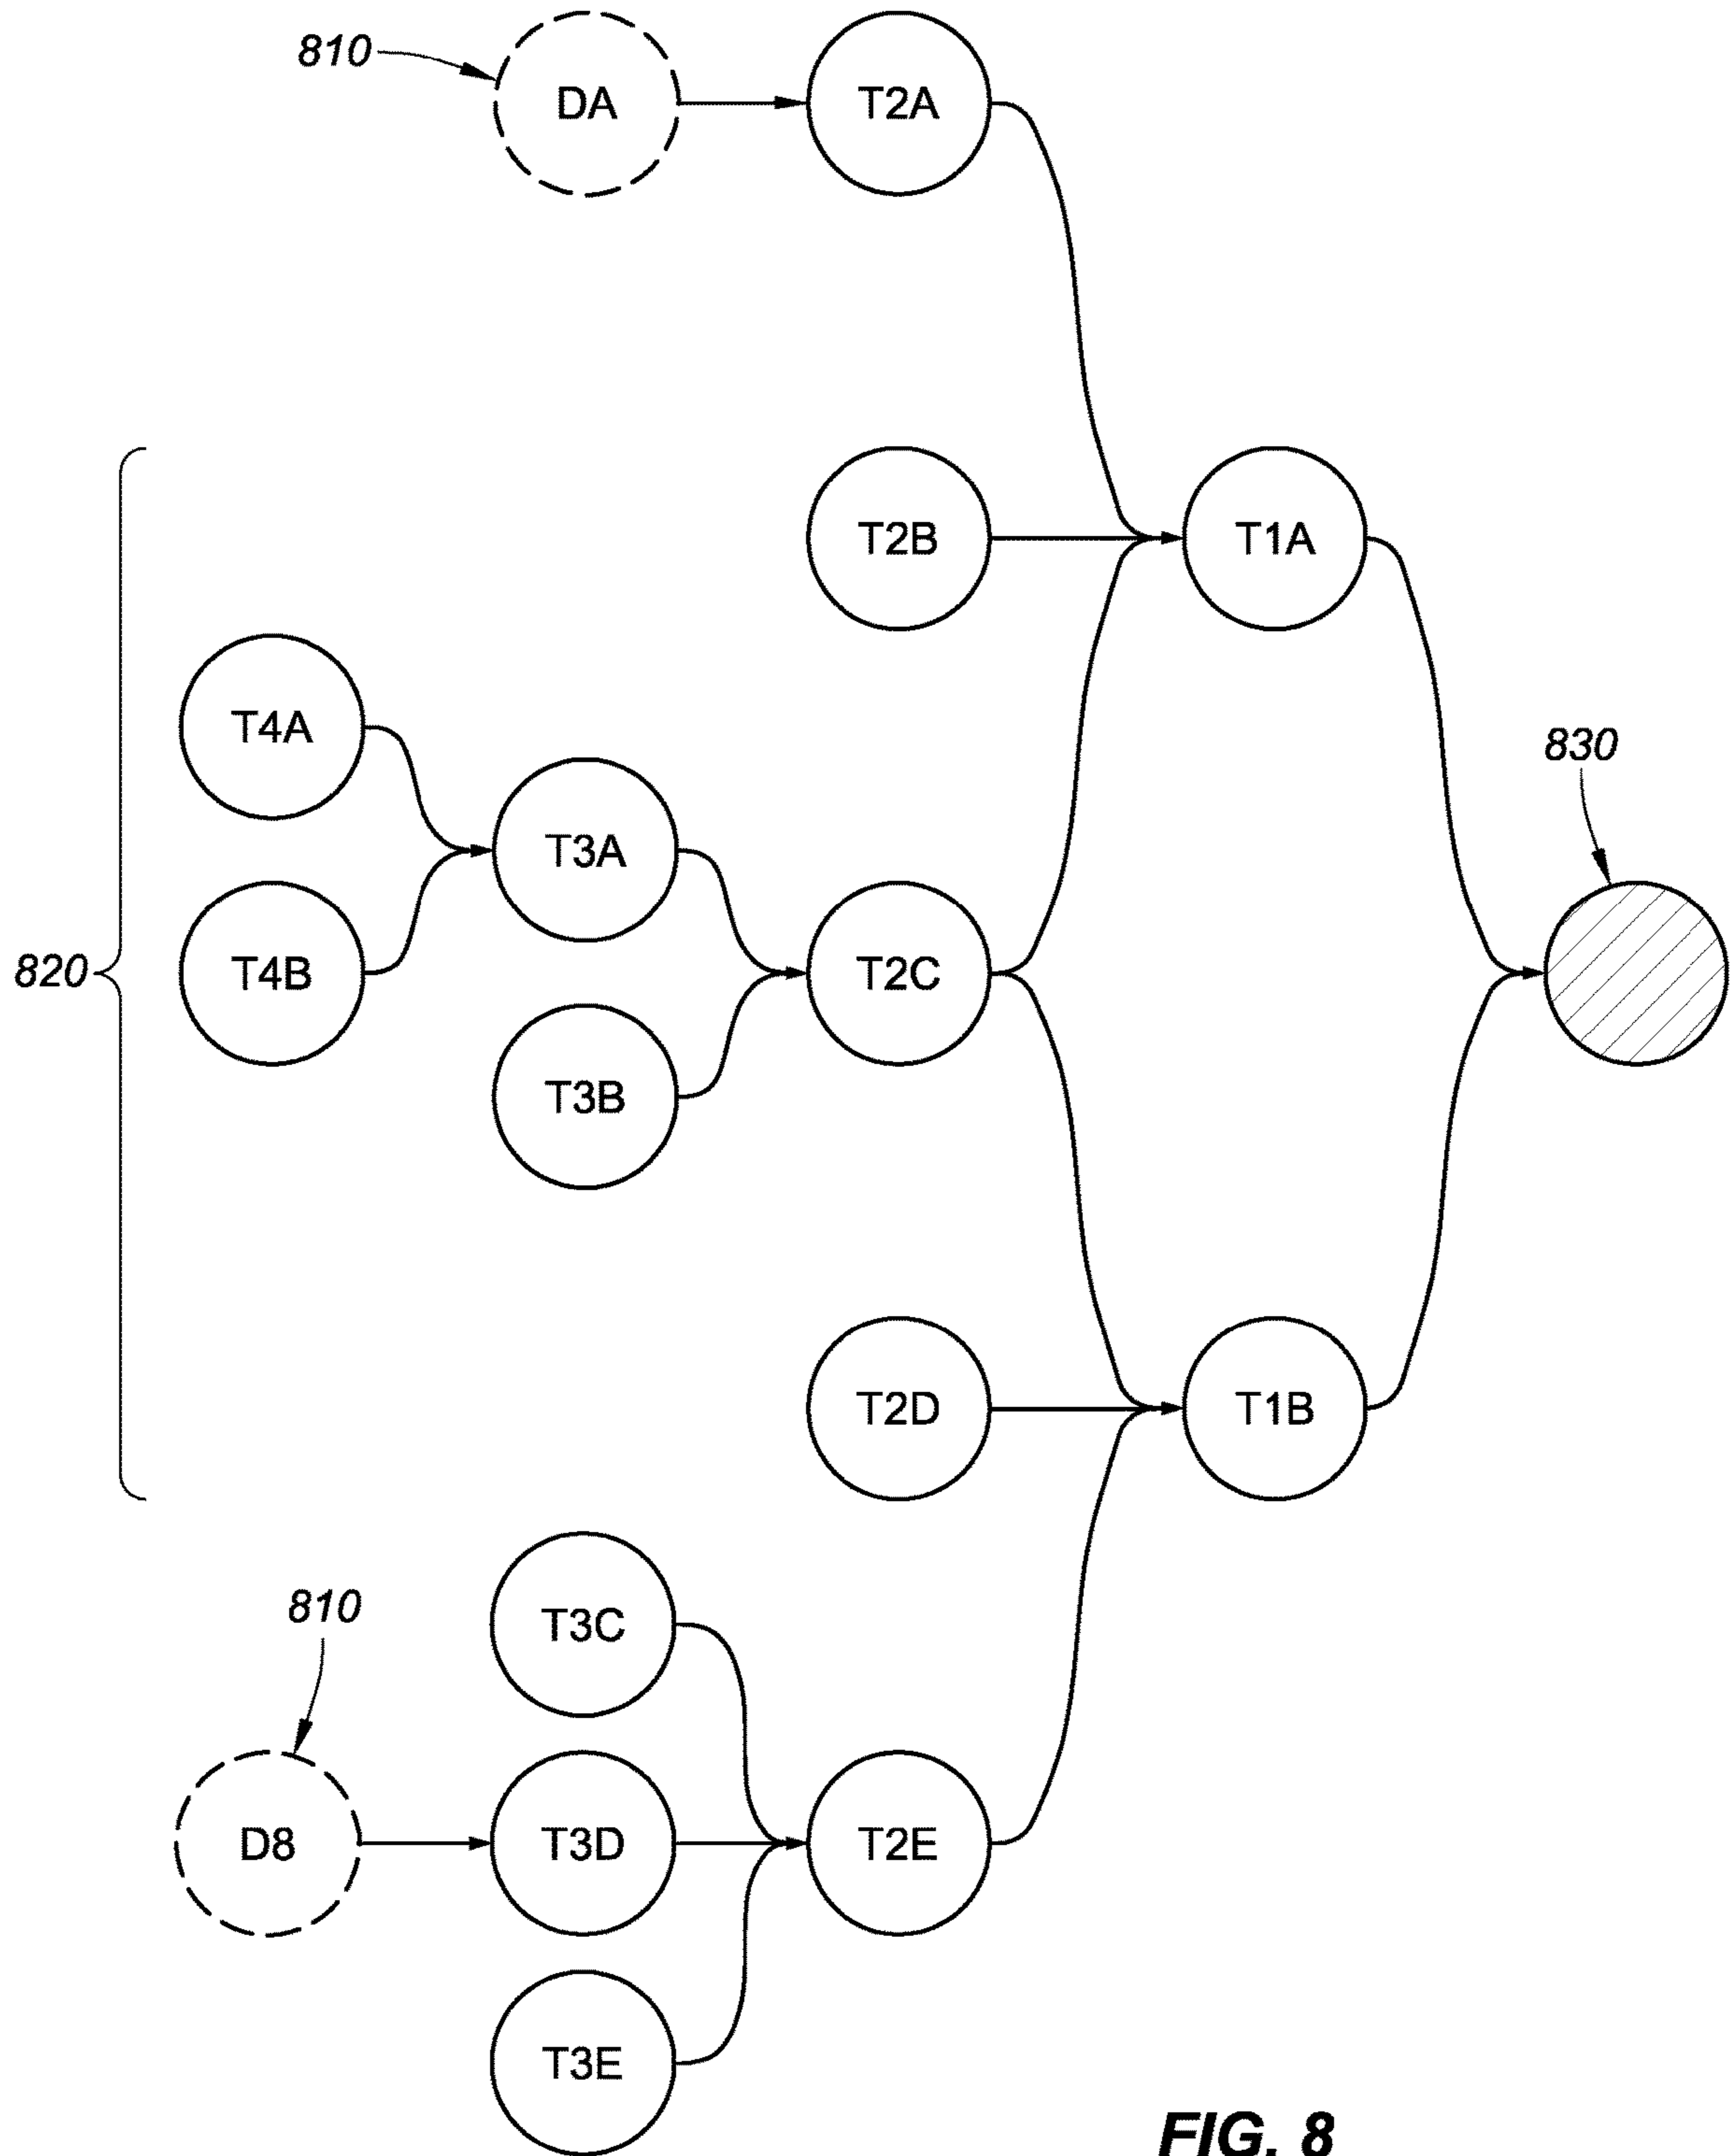 810
DA
T2A
T2B
T1A
T4A
830
T3A
820
T4B
T2C
T3B
T2D
T1B
810
T3C
D8
T3D
T2E
T3E
FIG. 8